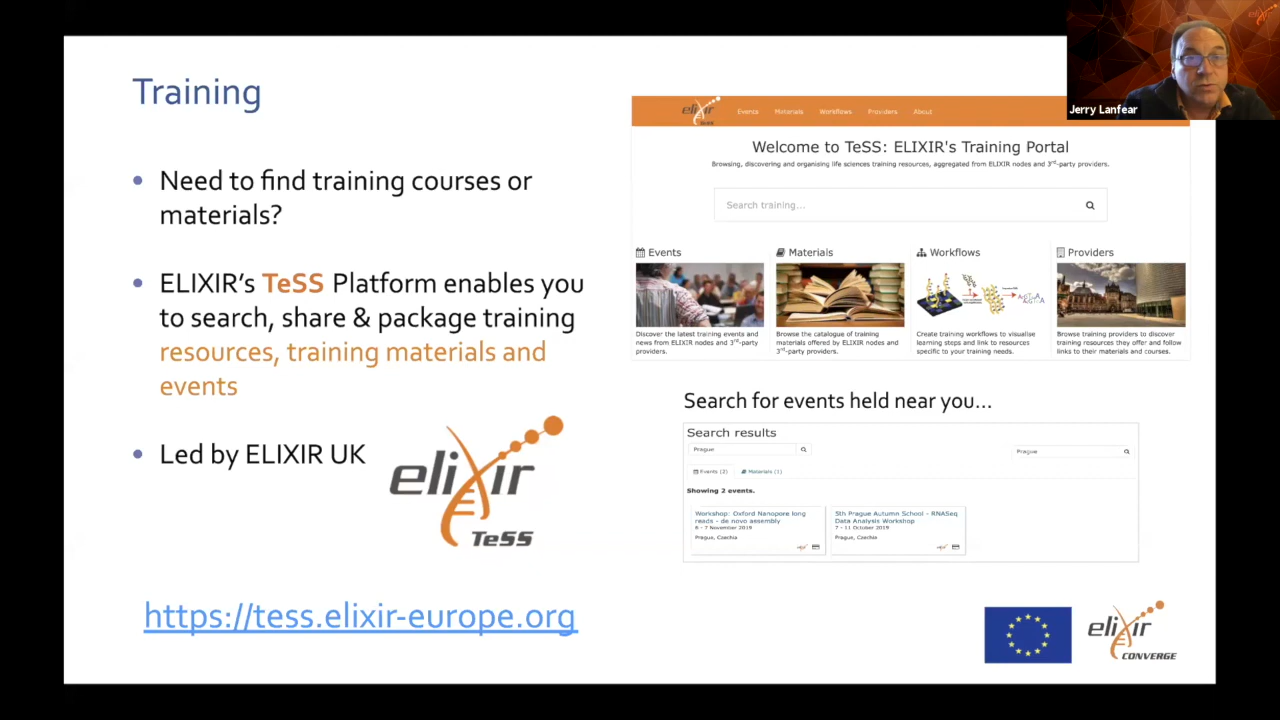 Training
• Need to find training courses or
materials?
• ELIXIR's TeSS Platform enables you
to search, share & package training
resources, training materials and
events
• Led by ELIXIR UK
elixir
TeSS
https://tess.elixir-europe.org
elixir
TeSS
Events Materials Workflows Providers About
Welcome to TeSS: ELIXIR's Training Portal
Browsing, discovering and organising life sciences training resources, aggregated from ELIXIR nodes and 3rd-party providers.
Search training...
Events
Discover the latest training events and
news from ELIXIR nodes and 3rd-party
providers.
Materials
Browse the catalogue of training
materials offered by ELIXIR nodes and
3rd-party providers.
Workflows
Create training workflows to visualise
learning steps and link to resources
specific to your training needs.
Providers
Browse training providers to discover
training resources they offer and follow
links to their materials and courses.
Search for events held near you...
Search results
Prague
Prague
Events (2) Materials (1)
Showing 2 events.
Workshop: Oxford Nanopore long
reads - de novo assembly
6 - 7 November 2019
Prague, Czechia
5th Prague Autumn School - RNASeq
Data Analysis Workshop
7 - 11 October 2019
Prague, Czechia
elixir
CONVERGE
Jerry Lanfear